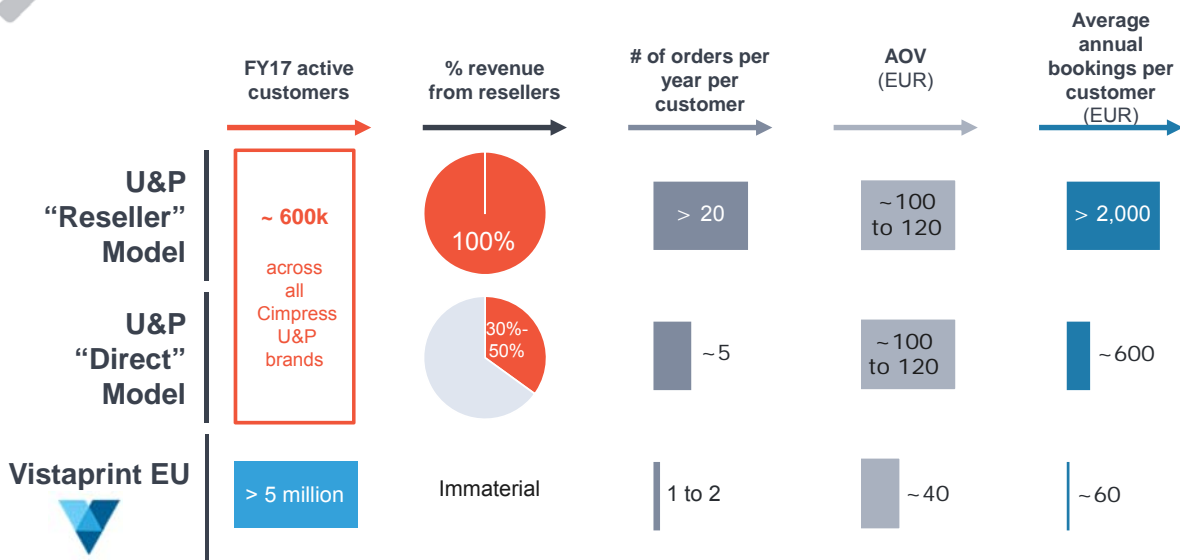 FY17 active
customers
% revenue
from resellers
# of orders per
year per
customer
AOV
(EUR)
Average
annual
bookings per
customer
(EUR)
U&P
“Reseller”
Model
~ 600k
across
all
Cimpress
U&P
brands
100%
> 20
~100
to 120
> 2,000
U&P
“Direct”
Model
30%-
50%
~5
~100
to 120
~600
Vistaprint EU
> 5 million
Immaterial
1 to 2
~40
~60